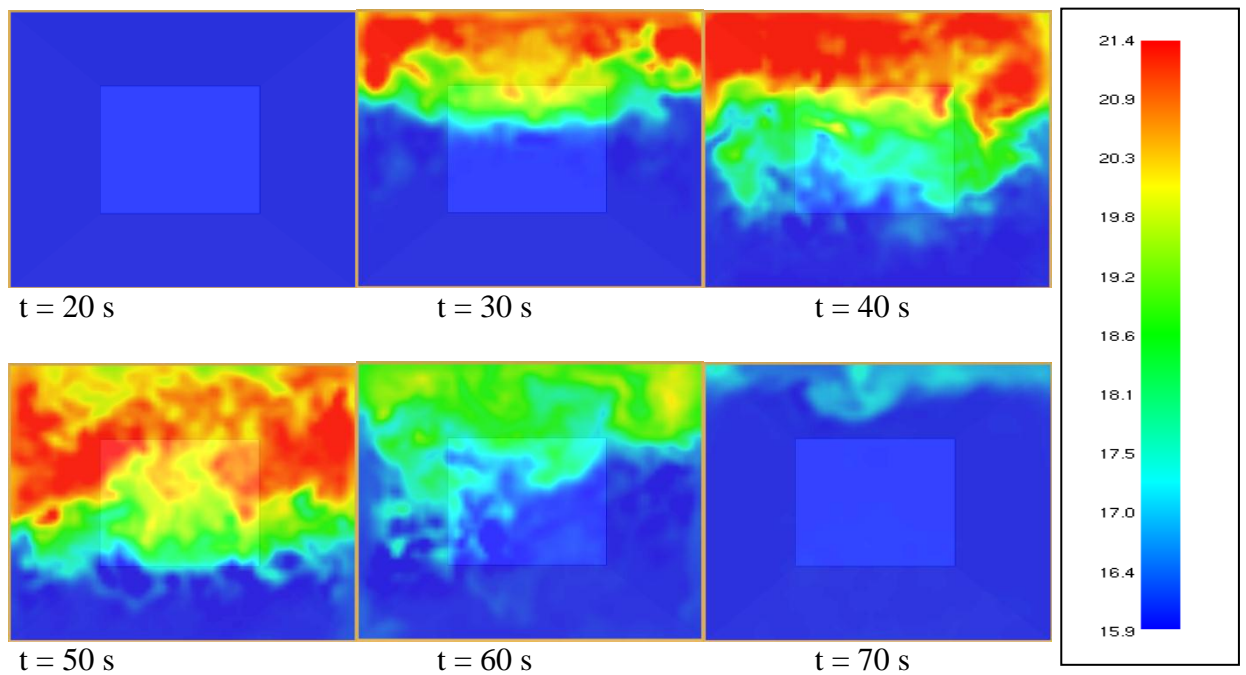 t = 20 s
t = 30 s
t = 40 s
t = 50 s
t = 60 s
t = 70 s
21.4
20.9
20.3
19.8
19.2
18.6
18.1
17.5
17.0
16.4
15.9